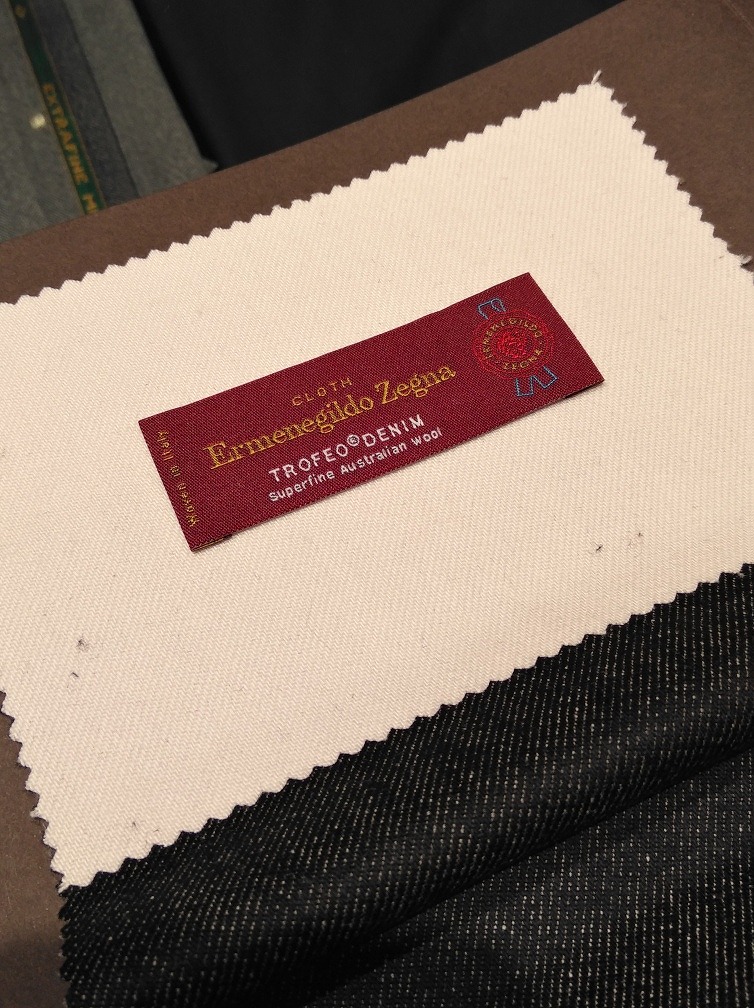 EXTRAFINE
CLOTH
Ermenegildo Zegna
TROFEO®DENIM
Superfine Australian wool
Woven in Italy
ERMENEGILDO
ZEGNA